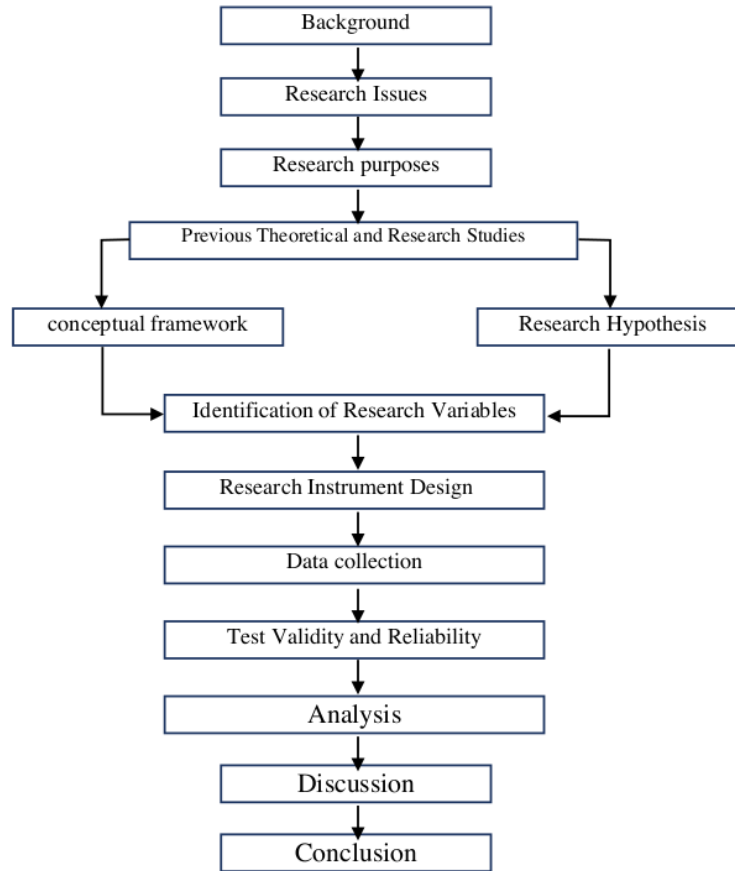 Background
Research Issues
Research purposes
Previous Theoretical and Research Studies
conceptual framework
Research Hypothesis
Identification of Research Variables
Research Instrument Design
Data collection
Test Validity and Reliability
Analysis
Discussion
Conclusion